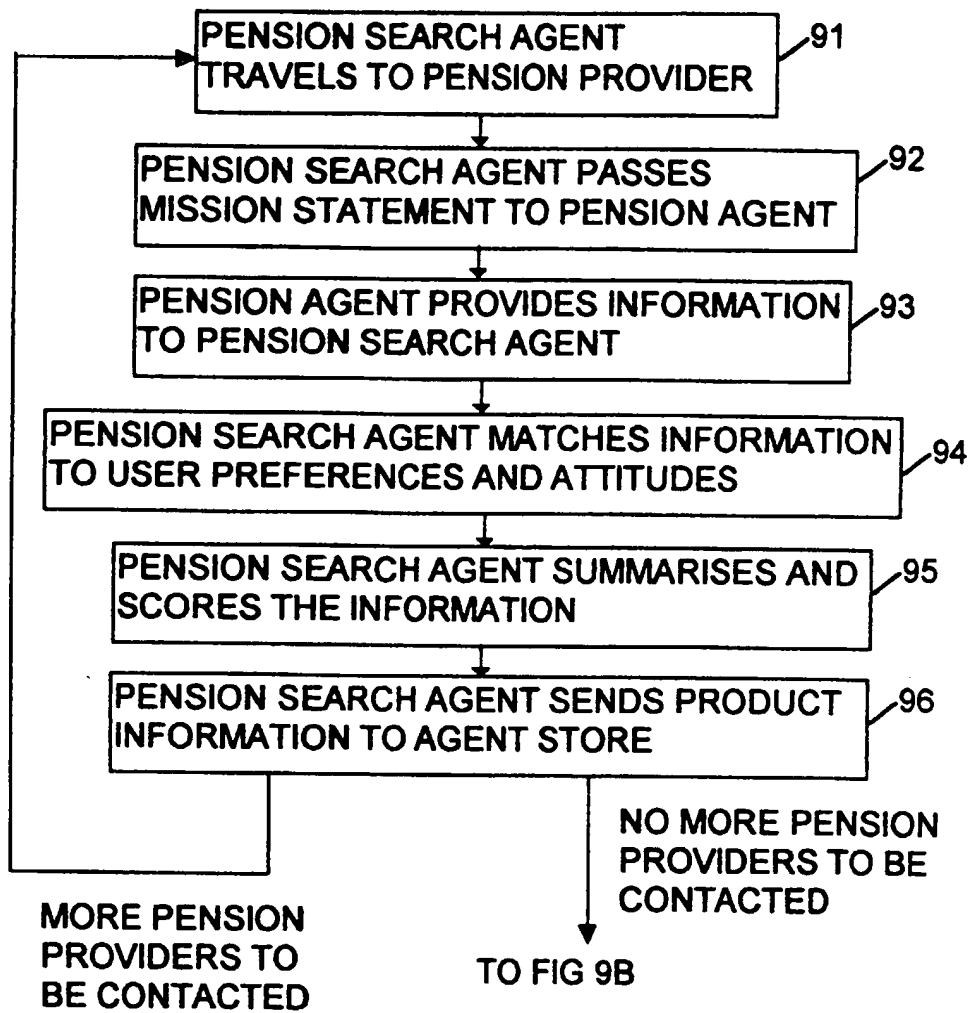 PENSION SEARCH AGENT
TRAVELS TO PENSION PROVIDER
91
PENSION SEARCH AGENT PASSES
MISSION STATEMENT TO PENSION AGENT
92
PENSION AGENT PROVIDES INFORMATION
TO PENSION SEARCH AGENT
93
PENSION SEARCH AGENT MATCHES INFORMATION
TO USER PREFERENCES AND ATTITUDES
94
PENSION SEARCH AGENT SUMMARISES AND
SCORES THE INFORMATION
95
PENSION SEARCH AGENT SENDS PRODUCT
INFORMATION TO AGENT STORE
96
MORE PENSION
PROVIDERS TO
BE CONTACTED
NO MORE PENSION
PROVIDERS TO BE
CONTACTED
TO FIG 9B